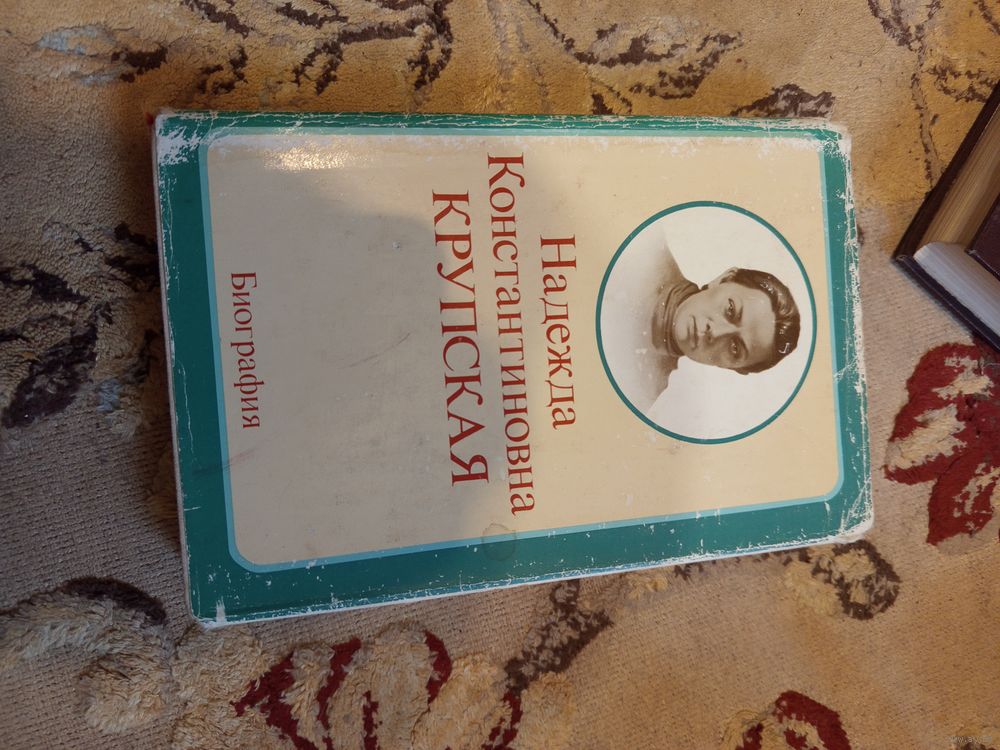 Надежда
Константиновна
КРУПСКАЯ
Биография